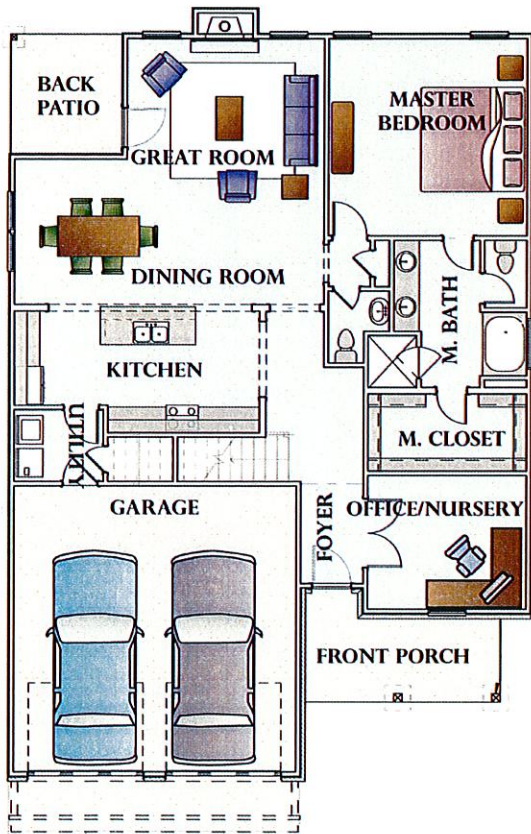 BACK
PATIO
MASTER
BEDROOM
GREAT ROOM
DINING ROOM
M. BATH
KITCHEN
UTILITY
M. CLOSET
GARAGE
FOYER
OFFICE/NURSERY
FRONT PORCH